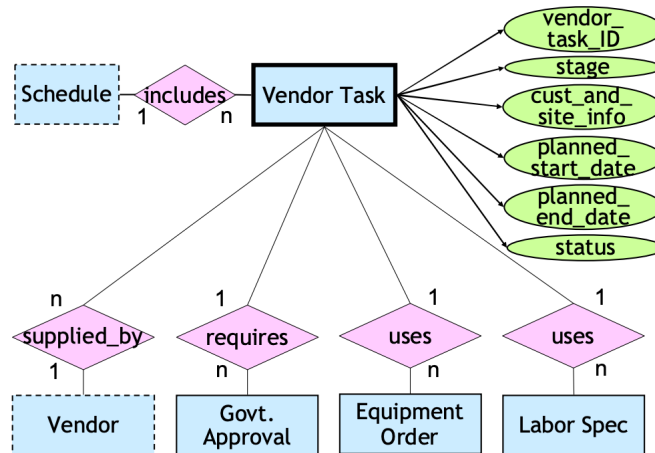 vendor_
task_ID
stage
Schedule
includes
Vendor Task
1
n
cust_and_
site_info
planned_
start_date
planned_
end_date
status
n
1
1
1
supplied_by
requires
uses
uses
1
n
n
n
Vendor
Govt.
Approval
Equipment
Order
Labor Spec